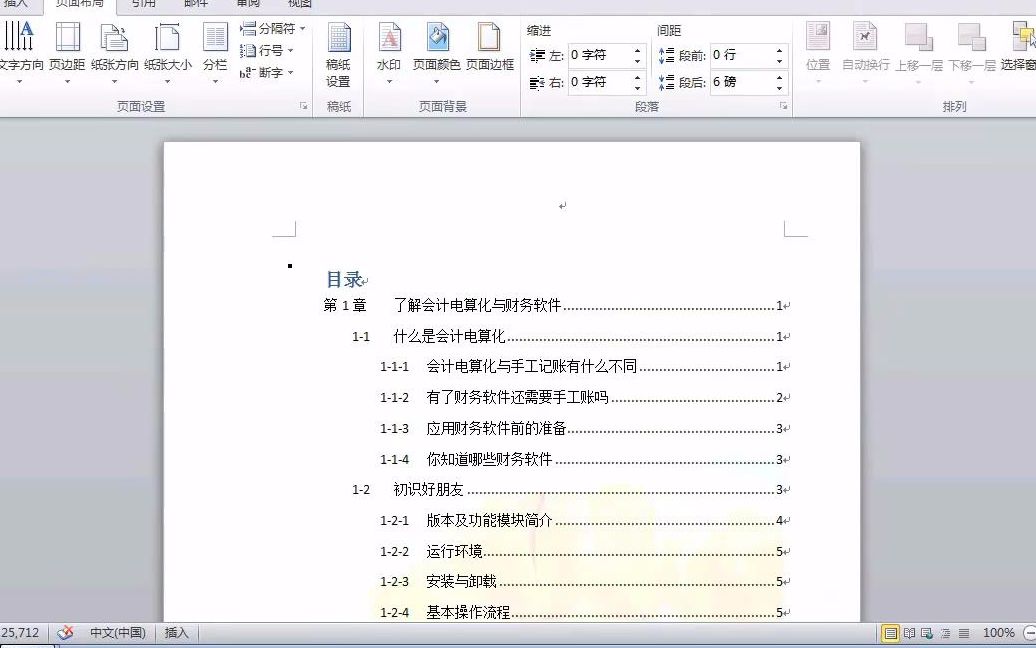 插入 页面布局 引用 邮件 审阅 视图
文字方向 页边距 纸张方向 纸张大小 分栏 分隔符 行号 断字
页面设置
稿纸设置
稿纸
水印 页面颜色 页面边框
页面背景
缩进 间距
左: 0 字符 段前: 0 行
右: 0 字符 段后: 6 磅
段落
位置 自动换行 上移一层 下移一层 选择窗
排列
目录
第 1 章 了解会计电算化与财务软件 1
1-1 什么是会计电算化 1
1-1-1 会计电算化与手工记账有什么不同 1
1-1-2 有了财务软件还需要手工账吗 2
1-1-3 应用财务软件前的准备 3
1-1-4 你知道哪些财务软件 3
1-2 初识好朋友 3
1-2-1 版本及功能模块简介 4
1-2-2 运行环境 5
1-2-3 安装与卸载 5
1-2-4 基本操作流程 5
25,712 中文(中国) 插入 100%